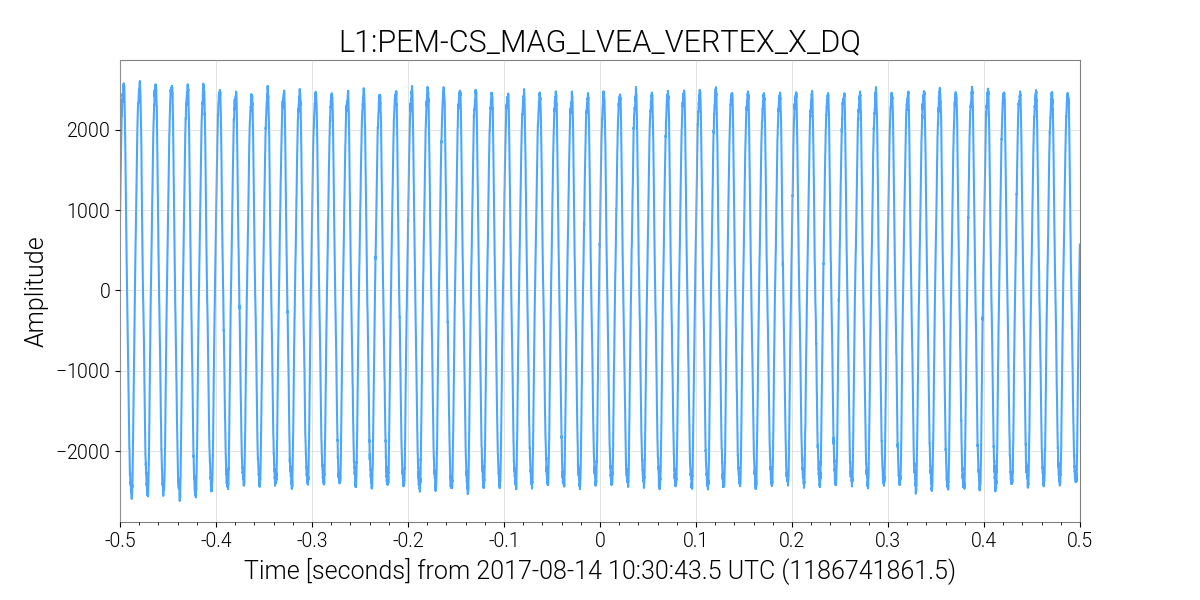 L1:PEM-CS_MAG_LVEA_VERTEX_X_DQ
Amplitude
2000
1000
0
−1000
−2000
-0.5 -0.4 -0.3 -0.2 -0.1 0 0.1 0.2 0.3 0.4 0.5
Time [seconds] from 2017-08-14 10:30:43.5 UTC (1186741861.5)